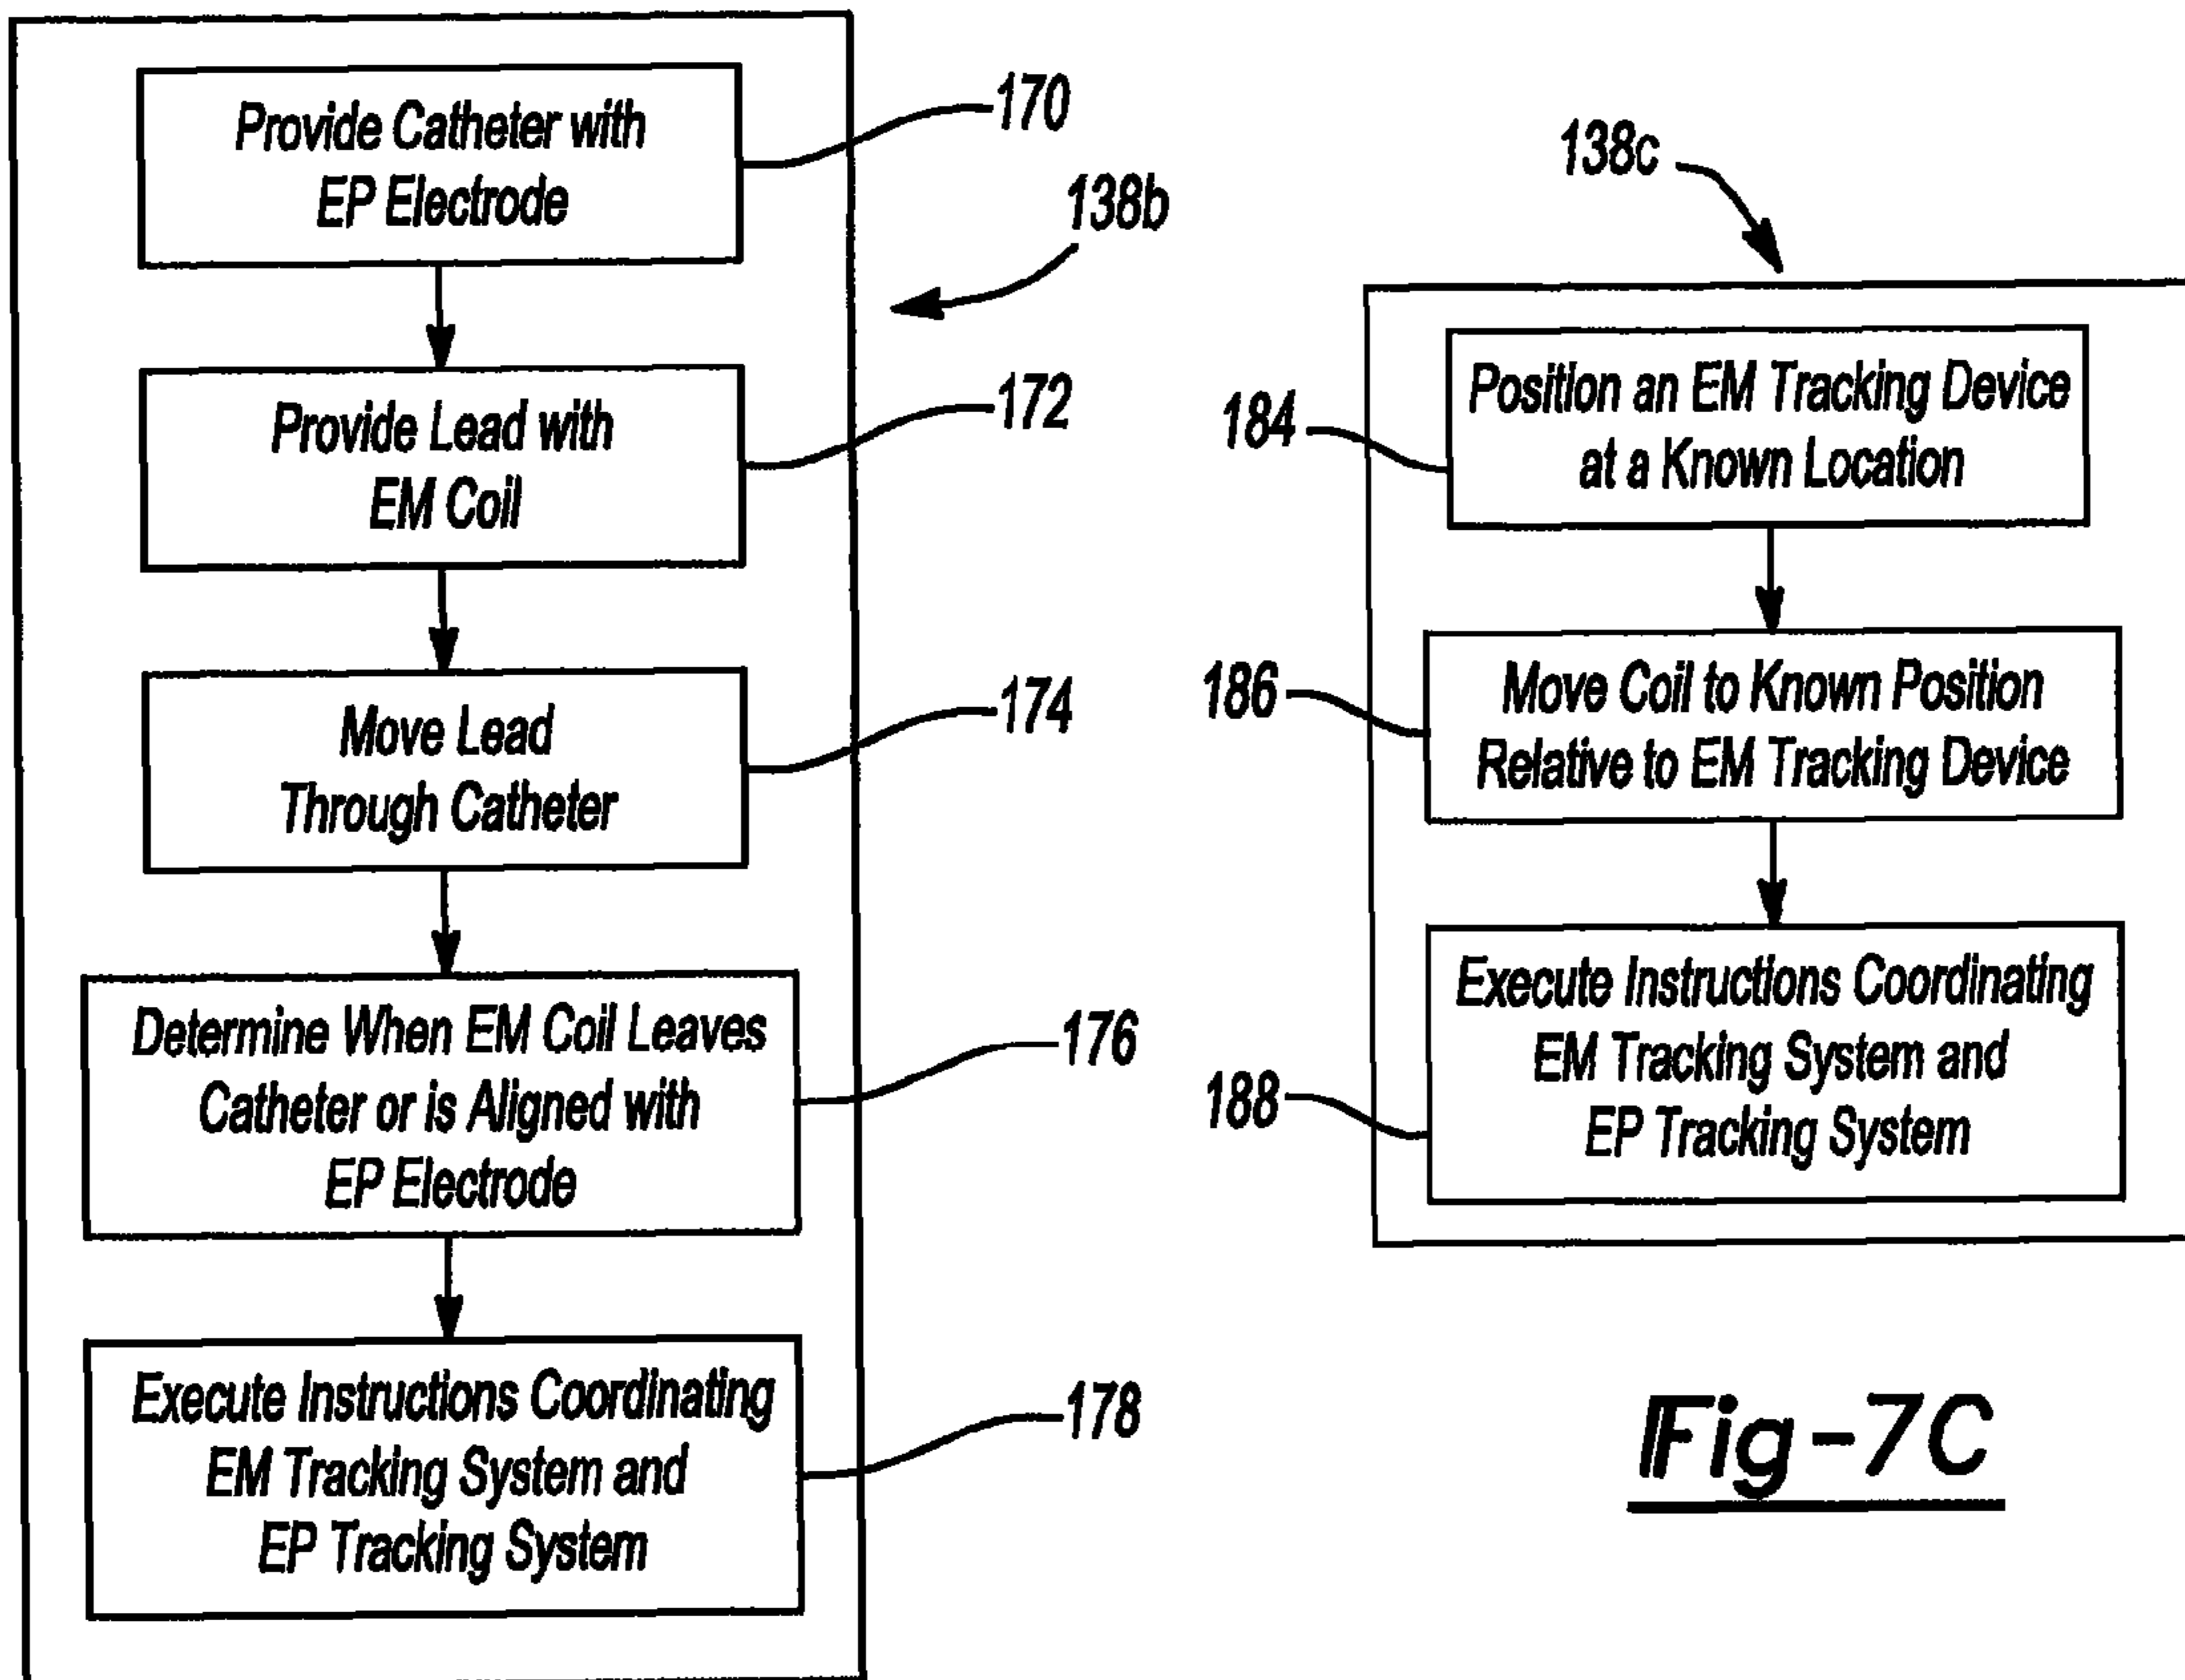 Provide Catheter with
EP Electrode
170
138b
Provide Lead with
EM Coil
172
Move Lead
Through Catheter
174
Determine When EM Coil Leaves
Catheter or is Aligned with
EP Electrode
176
Execute Instructions Coordinating
EM Tracking System and
EP Tracking System
178
138c
Position an EM Tracking Device
at a Known Location
184
Move Coil to Known Position
Relative to EM Tracking Device
186
Execute Instructions Coordinating
EM Tracking System and
EP Tracking System
188
Fig-7C